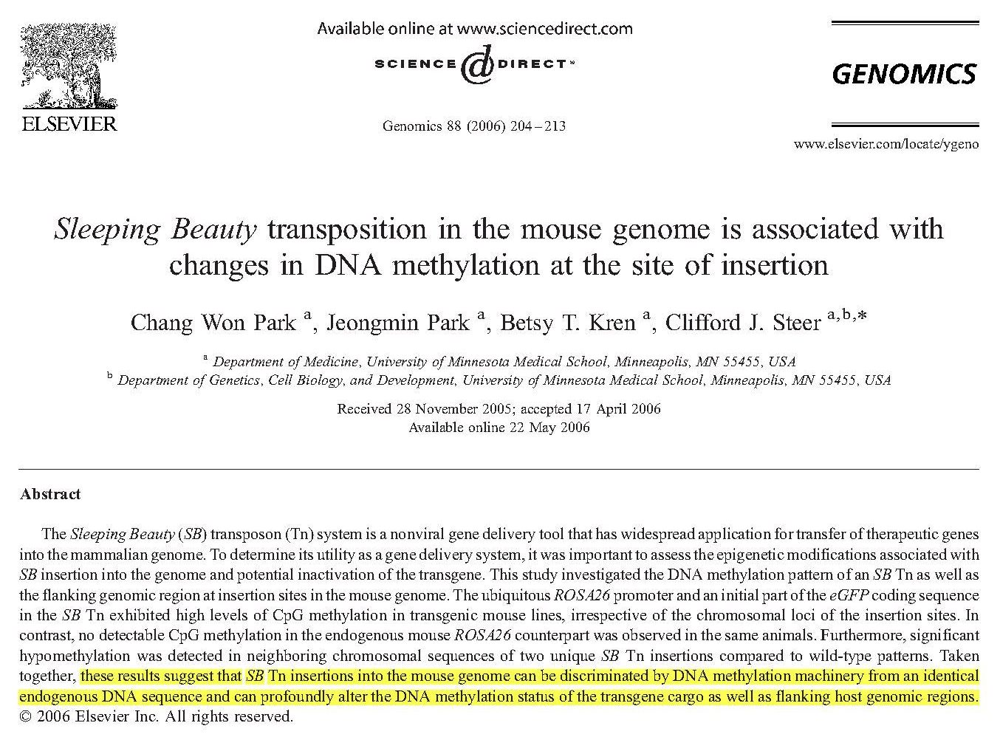 Available online at www.sciencedirect.com
SCIENCE DIRECT™
GENOMICS
ELSEVIER
Genomics 88 (2006) 204–213
www.elsevier.com/locate/ygeno
Sleeping Beauty transposition in the mouse genome is associated with
changes in DNA methylation at the site of insertion
Chang Won Park a, Jeongmin Park a, Betsy T. Kren a, Clifford J. Steer a,b,*
a Department of Medicine, University of Minnesota Medical School, Minneapolis, MN 55455, USA
b Department of Genetics, Cell Biology, and Development, University of Minnesota Medical School, Minneapolis, MN 55455, USA
Received 28 November 2005; accepted 17 April 2006
Available online 22 May 2006
Abstract
The Sleeping Beauty (SB) transposon (Tn) system is a nonviral gene delivery tool that has widespread application for transfer of therapeutic genes
into the mammalian genome. To determine its utility as a gene delivery system, it was important to assess the epigenetic modifications associated with
SB insertion into the genome and potential inactivation of the transgene. This study investigated the DNA methylation pattern of an SB Tn as well as
the flanking genomic region at insertion sites in the mouse genome. The ubiquitous ROSA26 promoter and an initial part of the eGFP coding sequence
in the SB Tn exhibited high levels of CpG methylation in transgenic mouse lines, irrespective of the chromosomal loci of the insertion sites. In
contrast, no detectable CpG methylation in the endogenous mouse ROSA26 counterpart was observed in the same animals. Furthermore, significant
hypomethylation was detected in neighboring chromosomal sequences of two unique SB Tn insertions compared to wild-type patterns. Taken
together, these results suggest that SB Tn insertions into the mouse genome can be discriminated by DNA methylation machinery from an identical
endogenous DNA sequence and can profoundly alter the DNA methylation status of the transgene cargo as well as flanking host genomic regions.
© 2006 Elsevier Inc. All rights reserved.